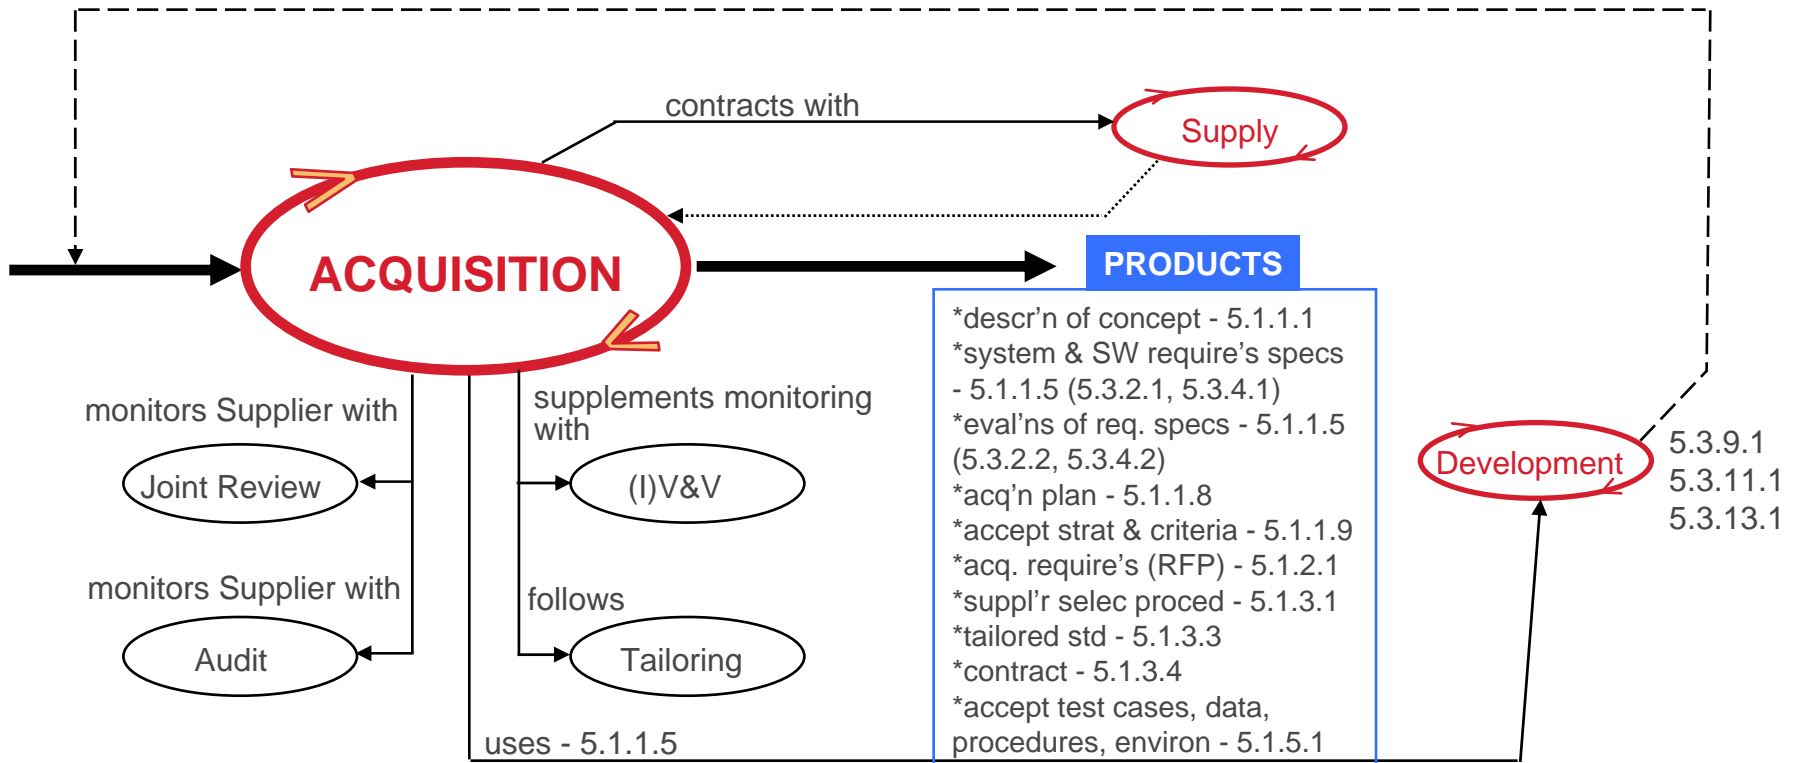 contracts with
Supply
ACQUISITION
PRODUCTS
*descr’n of concept - 5.1.1.1
*system & SW require’s specs
- 5.1.1.5 (5.3.2.1, 5.3.4.1)
*eval’ns of req. specs - 5.1.1.5
(5.3.2.2, 5.3.4.2)
*acq’n plan - 5.1.1.8
*accept strat & criteria - 5.1.1.9
*acq. require’s (RFP) - 5.1.2.1
*suppl’r selec proced - 5.1.3.1
*tailored std - 5.1.3.3
*contract - 5.1.3.4
*accept test cases, data,
procedures, environ - 5.1.5.1
monitors Supplier with
Joint Review
monitors Supplier with
Audit
supplements monitoring
with
(I)V&V
follows
Tailoring
uses - 5.1.1.5
Development
5.3.9.1
5.3.11.1
5.3.13.1